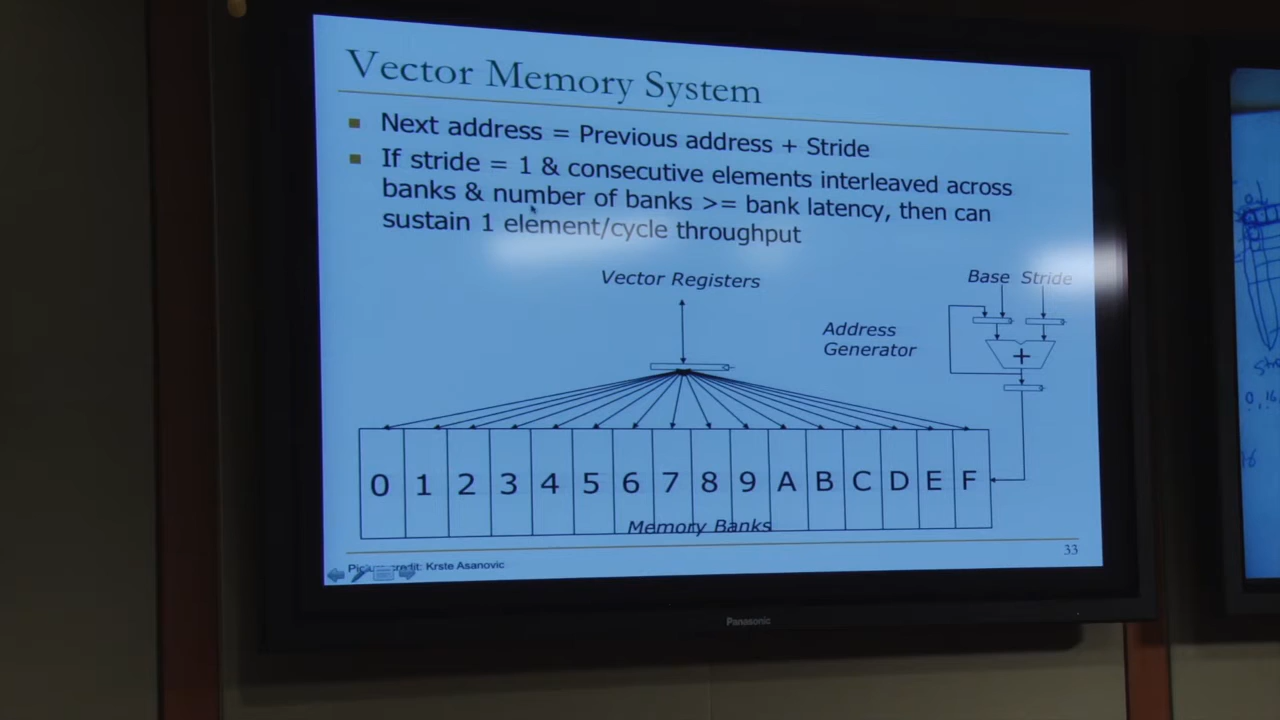 Vector Memory System
Next address = Previous address + Stride
If stride = 1 & consecutive elements interleaved across
banks & number of banks >= bank latency, then can
sustain 1 element/cycle throughput
Vector Registers
Base Stride
Address
Generator
+
0 1 2 3 4 5 6 7 8 9 A B C D E F
Memory Banks
33
credit: Krste Asanovic
Panasonic
0, 16